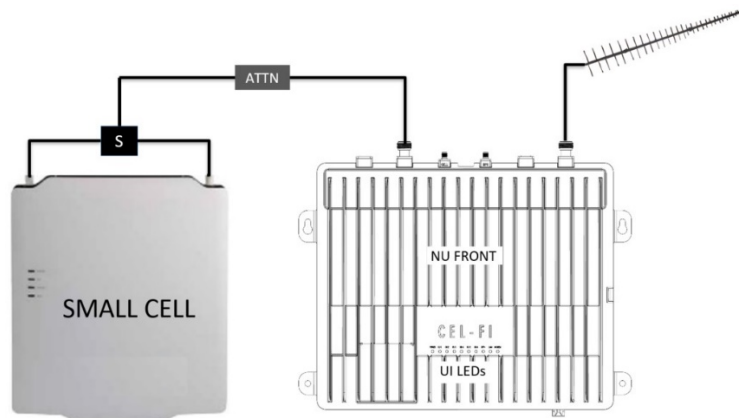 ATTN
S
NU FRONT
SMALL CELL
CEL-FI
UI LEDs